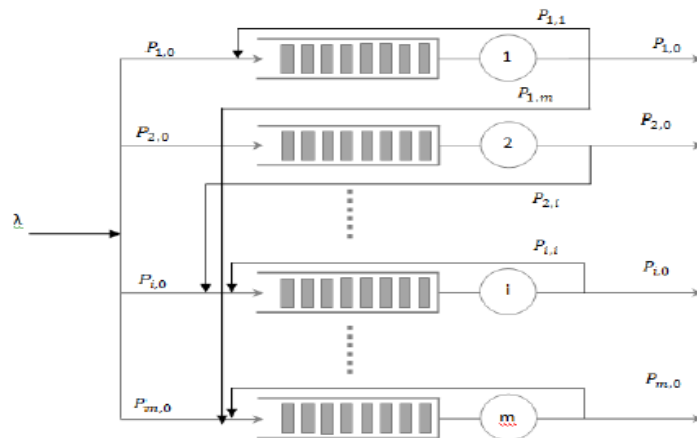 P₁,₁
P₁,₀
1
P₁,₀
P₁,ₘ
P₂,₀
2
P₂,₀
P₂,ᵢ
λ
Pᵢ,ᵢ
Pᵢ,₀
i
Pᵢ,₀
Pₘ,₀
m
Pₘ,₀